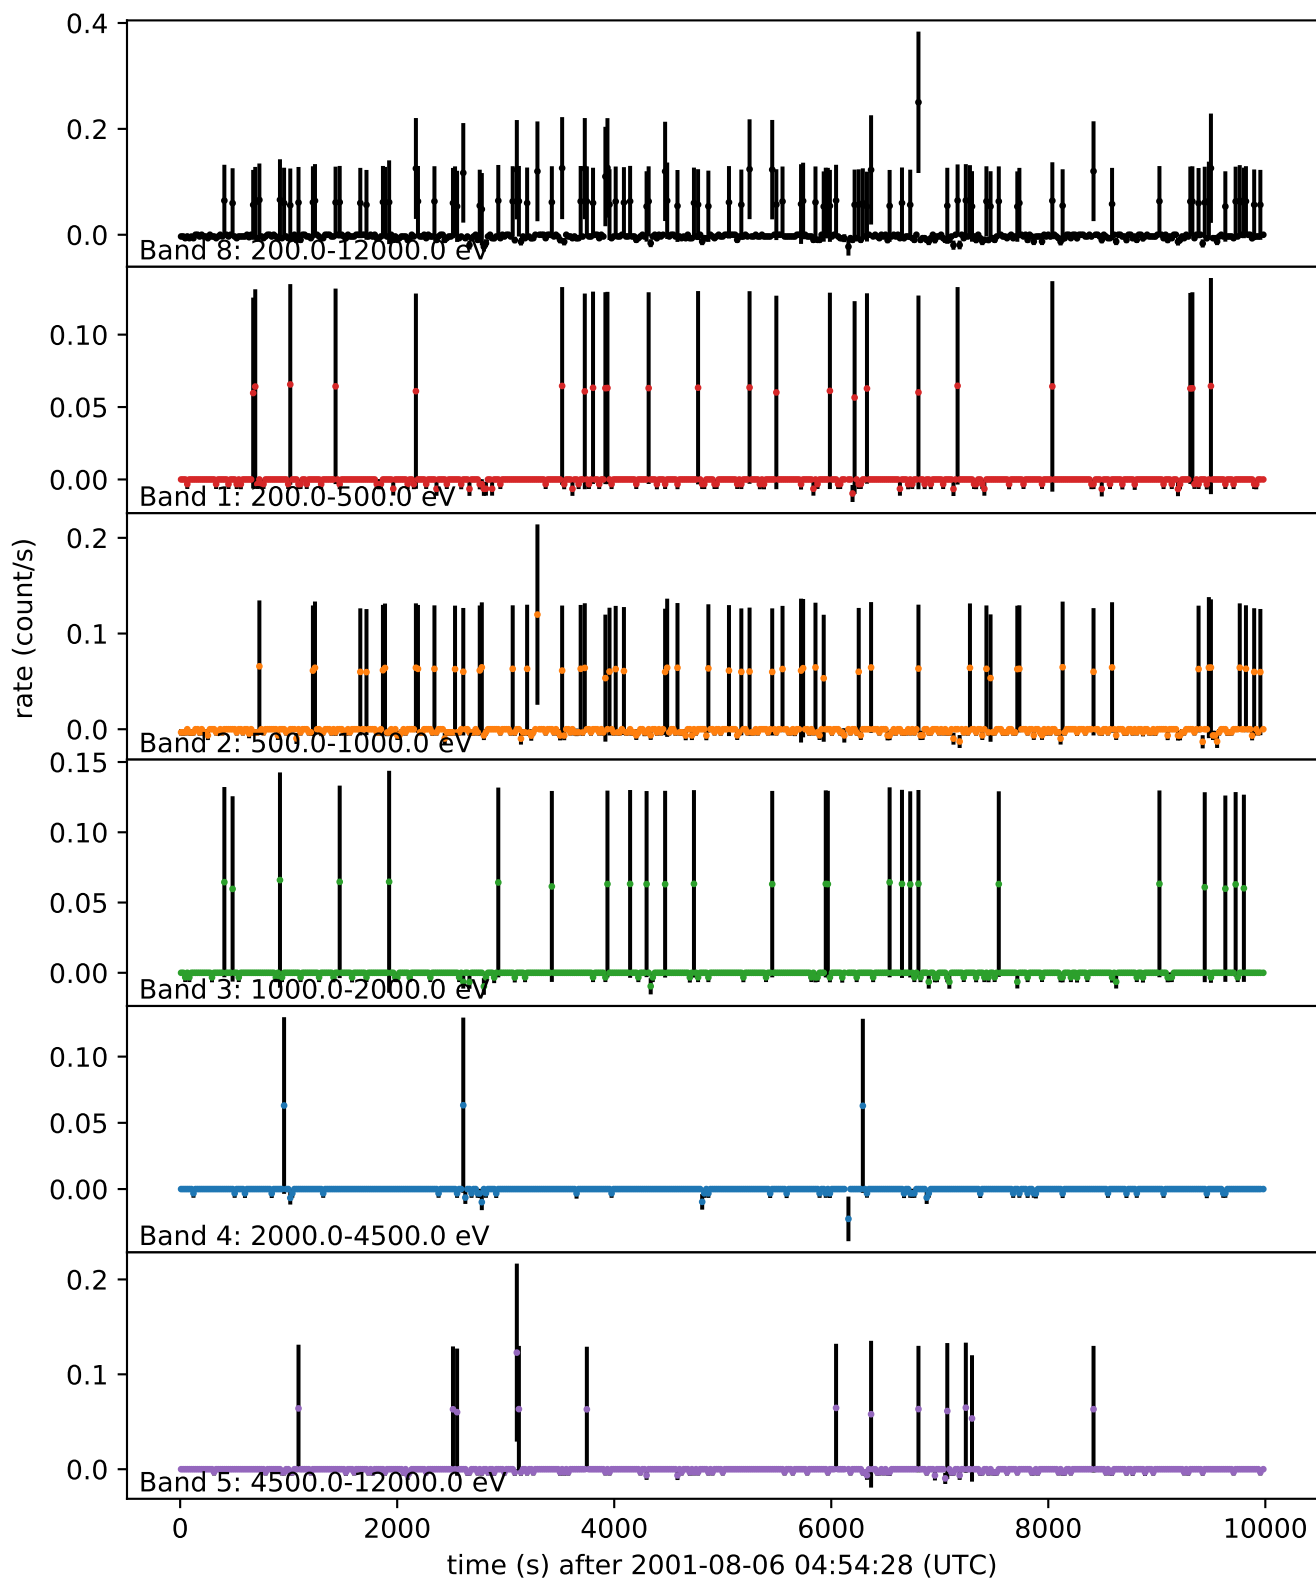 0.4
0.2
0.0
Band 8: 200.0-12000.0 eV
0.10
0.05
0.00
Band 1: 200.0-500.0 eV
rate (count/s)
0.2
0.1
0.0
Band 2: 500.0-1000.0 eV
0.15
0.10
0.05
0.00
Band 3: 1000.0-2000.0 eV
0.10
0.05
0.00
Band 4: 2000.0-4500.0 eV
0.2
0.1
0.0
Band 5: 4500.0-12000.0 eV
0 2000 4000 6000 8000 10000
time (s) after 2001-08-06 04:54:28 (UTC)